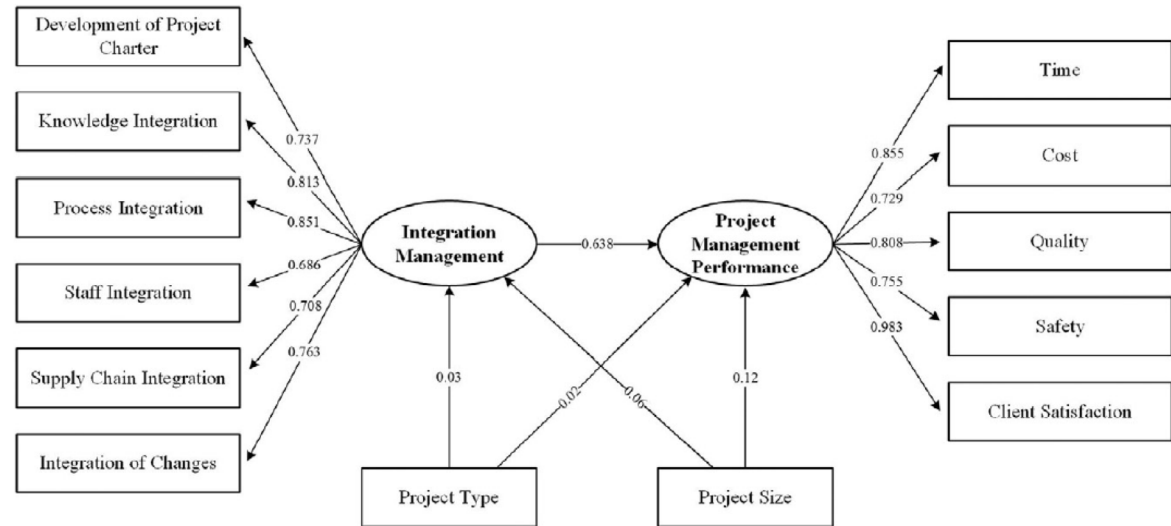 Development of Project
Charter
Knowledge Integration
Process Integration
Staff Integration
Supply Chain Integration
Integration of Changes
0.737
0.813
0.851
0.686
0.708
0.763
Integration
Management
0.638
Project
Management
Performance
0.855
0.729
0.808
0.755
0.983
Time
Cost
Quality
Safety
Client Satisfaction
0.03
0.02
0.06
0.12
Project Type
Project Size